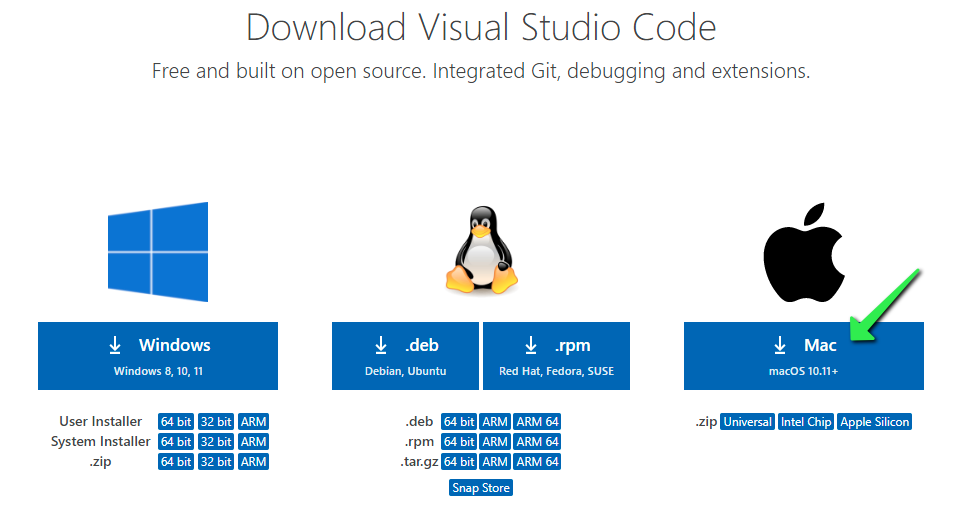 Download Visual Studio Code
Free and built on open source. Integrated Git, debugging and extensions.
Windows
Windows 8, 10, 11
User Installer 64 bit 32 bit ARM
System Installer 64 bit 32 bit ARM
.zip 64 bit 32 bit ARM
.deb
Debian, Ubuntu
.rpm
Red Hat, Fedora, SUSE
.deb 64 bit ARM ARM 64
.rpm 64 bit ARM ARM 64
.tar.gz 64 bit ARM ARM 64
Snap Store
Mac
macOS 10.11+
.zip Universal Intel Chip Apple Silicon